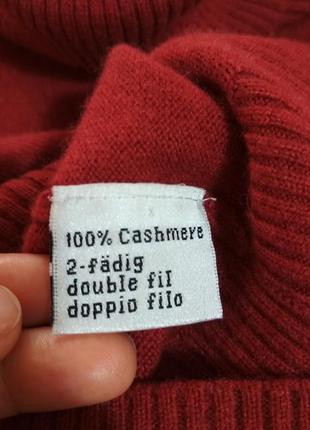 100% Cashmere
2-fädig
double fil
doppio filo